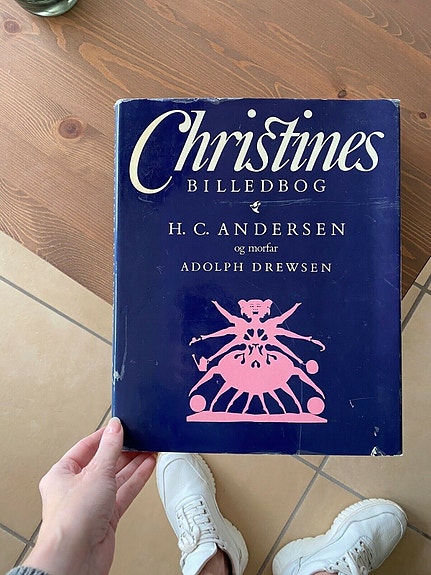 Christines
BILLEDBOG
H. C. ANDERSEN
og morfar
ADOLPH DREWSEN